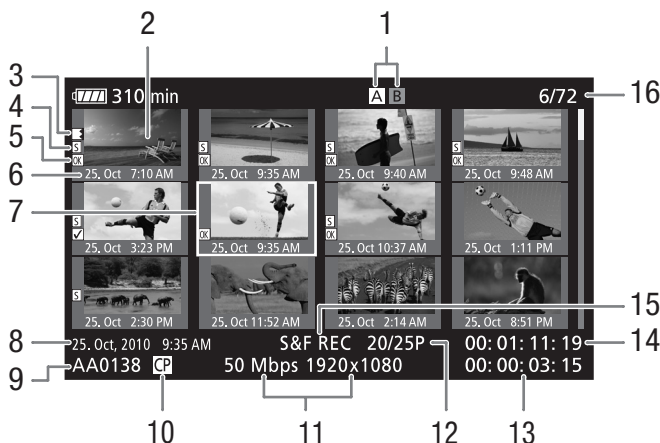 1
2
3
4
5
6
7
8
9
10
11
12
13
14
15
16
310 min
A B
6/72
S
OK
25. Oct 7:10 AM
S
OK
25. Oct 9:35 AM
S
OK
25. Oct 9:40 AM
S
25. Oct 9:48 AM
S
25. Oct 3:23 PM
OK
25. Oct 9:35 AM
S
OK
25. Oct 10:37 AM
25. Oct 1:11 PM
S
25. Oct 2:30 PM
25. Oct 11:52 AM
25. Oct 2:14 AM
25. Oct 8:51 PM
25. Oct, 2010 9:35 AM
S&F REC 20/25P
00: 01: 11: 19
AA0138 CP
50 Mbps 1920x1080
00: 00: 03: 15